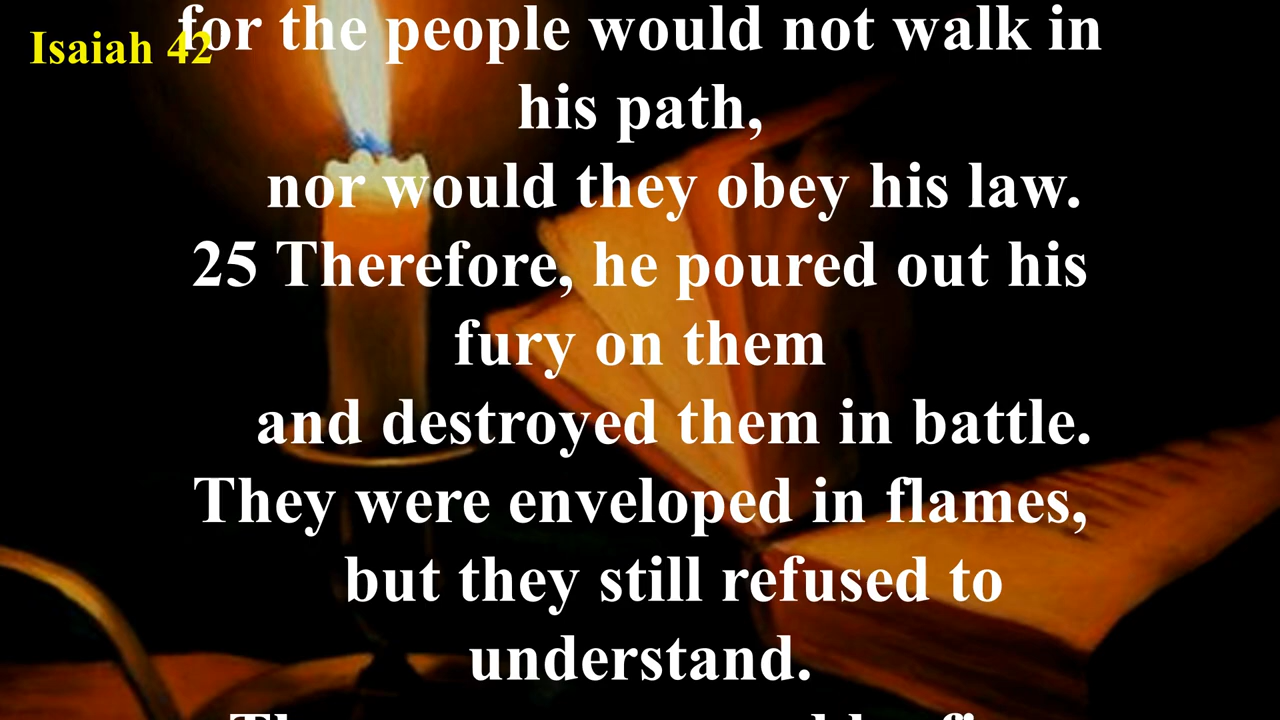 Isaiah 42
for the people would not walk in
his path,
nor would they obey his law.
25 Therefore, he poured out his
fury on them
and destroyed them in battle.
They were enveloped in flames,
but they still refused to
understand.